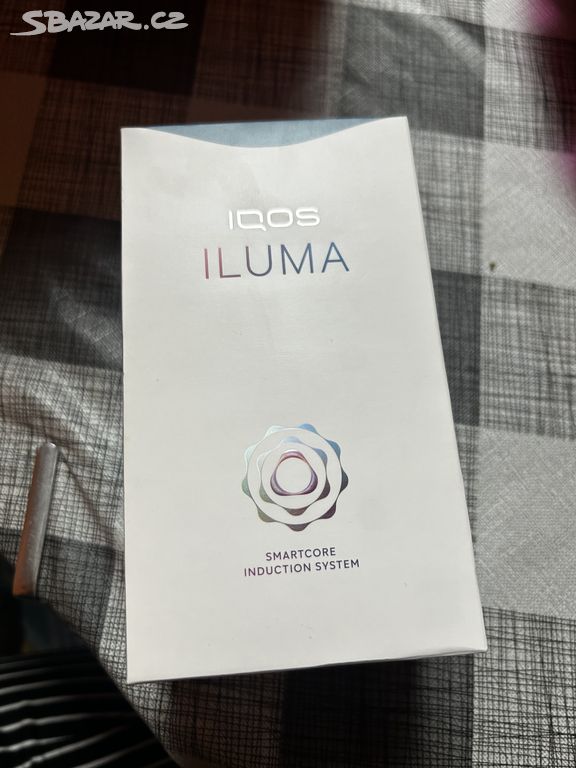 SBAZAR.CZ
IQOS
ILUMA
SMARTCORE
INDUCTION SYSTEM